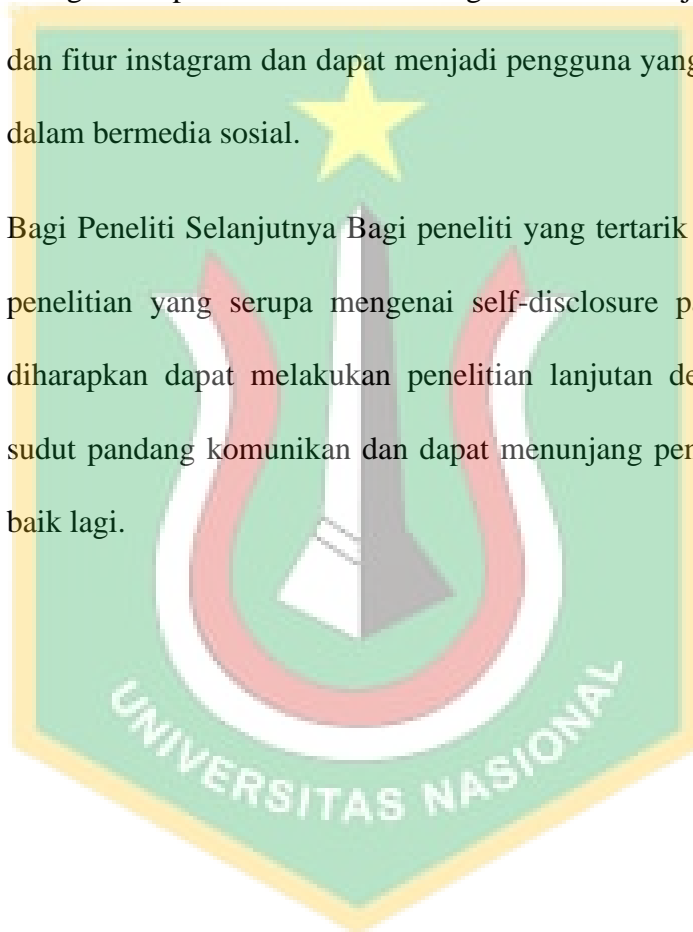 dan fitur instagram dan dapat menjadi pengguna yang
dalam bermedia sosial.
Bagi Peneliti Selanjutnya Bagi peneliti yang tertarik
penelitian yang serupa mengenai self-disclosure
diharapkan dapat melakukan penelitian lanjutan
sudut pandang komunikan dan dapat menunjang
baik lagi.
UNIVERSITAS NASIONAL